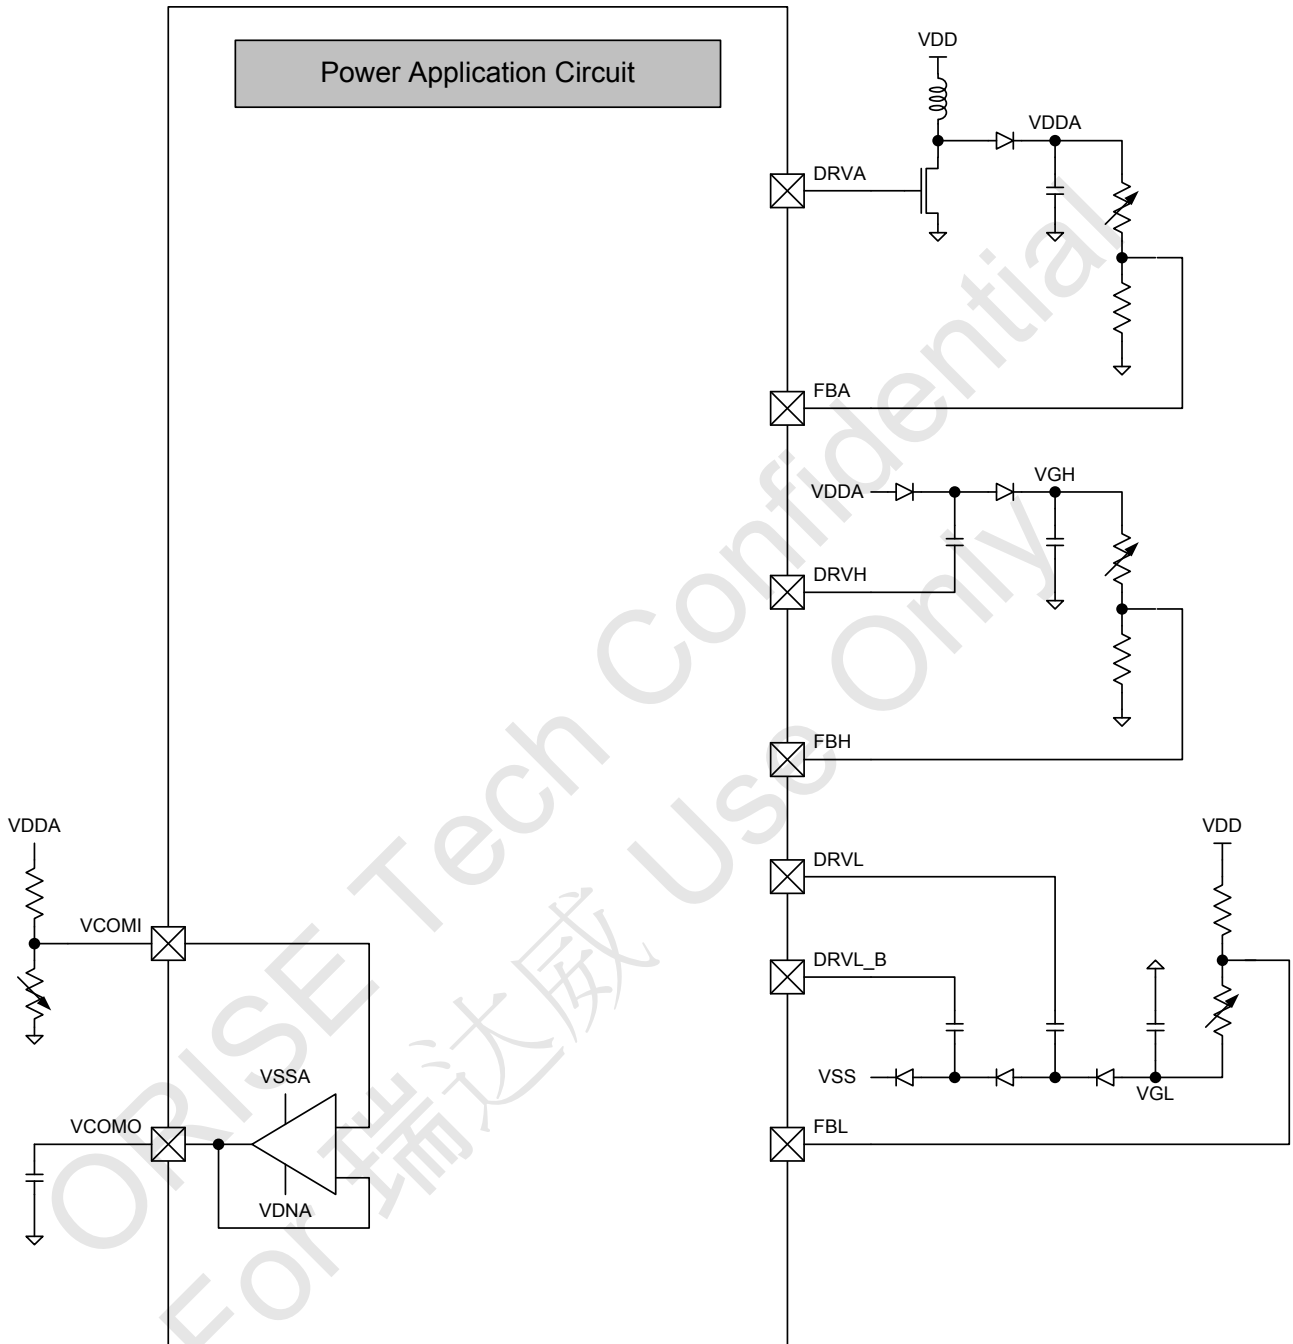 Power Application Circuit
VDD
VDDA
DRVA
FBA
VGH
VDDA
DRVH
FBH
VDDA
VDD
DRVL
VCOMI
DRVL_B
VSSA
VSS
VGL
VCOMO
FBL
VDNA
ORISE Tech Confidential
For 瑞达威 Use Only